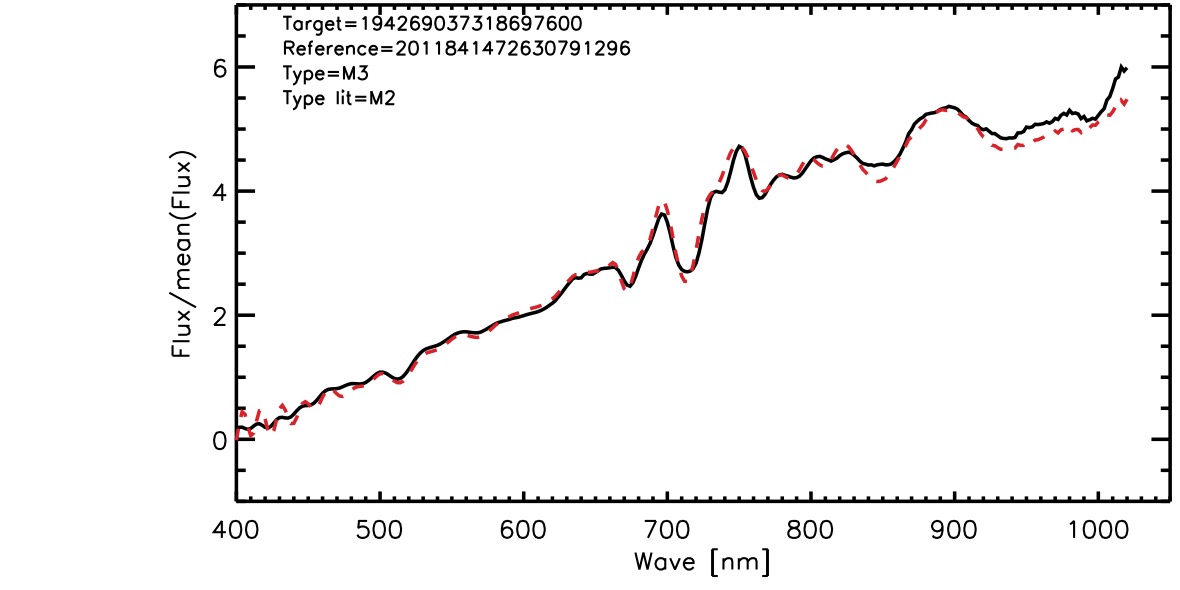 Target=1942690373318697600
Reference=2011841472630791296
Type=M3
Type lit=M2
Flux/mean(Flux)
6
4
2
0
400 500 600 700 800 900 1000
Wave [nm]